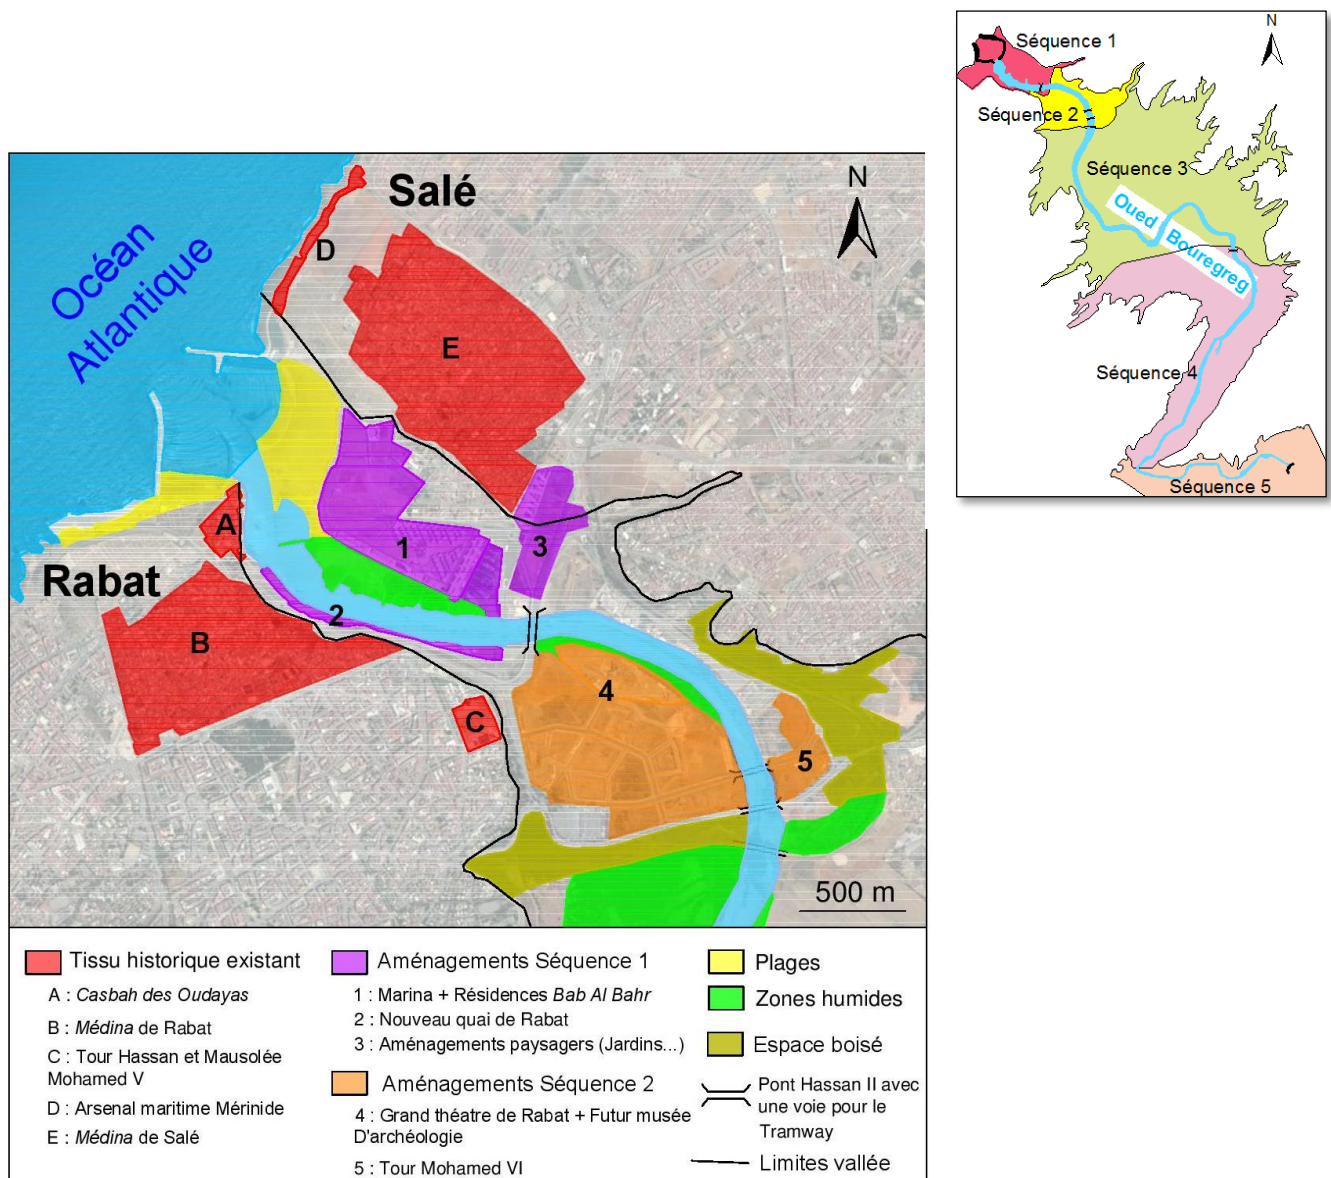 N
Séquence 1
Séquence 2
Séquence 3
Oued Bouregreg
Séquence 4
Séquence 5
Salé
N
D
Océan
Atlantique
E
A
1
3
Rabat
2
B
4
C
5
500 m
Tissu historique existant
A : Casbah des Oudayas
B : Médina de Rabat
C : Tour Hassan et Mausolée
Mohamed V
D : Arsenal maritime Mérinide
E : Médina de Salé
Aménagements Séquence 1
1 : Marina + Résidences Bab Al Bahr
2 : Nouveau quai de Rabat
3 : Aménagements paysagers (Jardins...)
Aménagements Séquence 2
4 : Grand théatre de Rabat + Futur musée
D'archéologie
5 : Tour Mohamed VI
Plages
Zones humides
Espace boisé
Pont Hassan II avec
une voie pour le
Tramway
Limites vallée